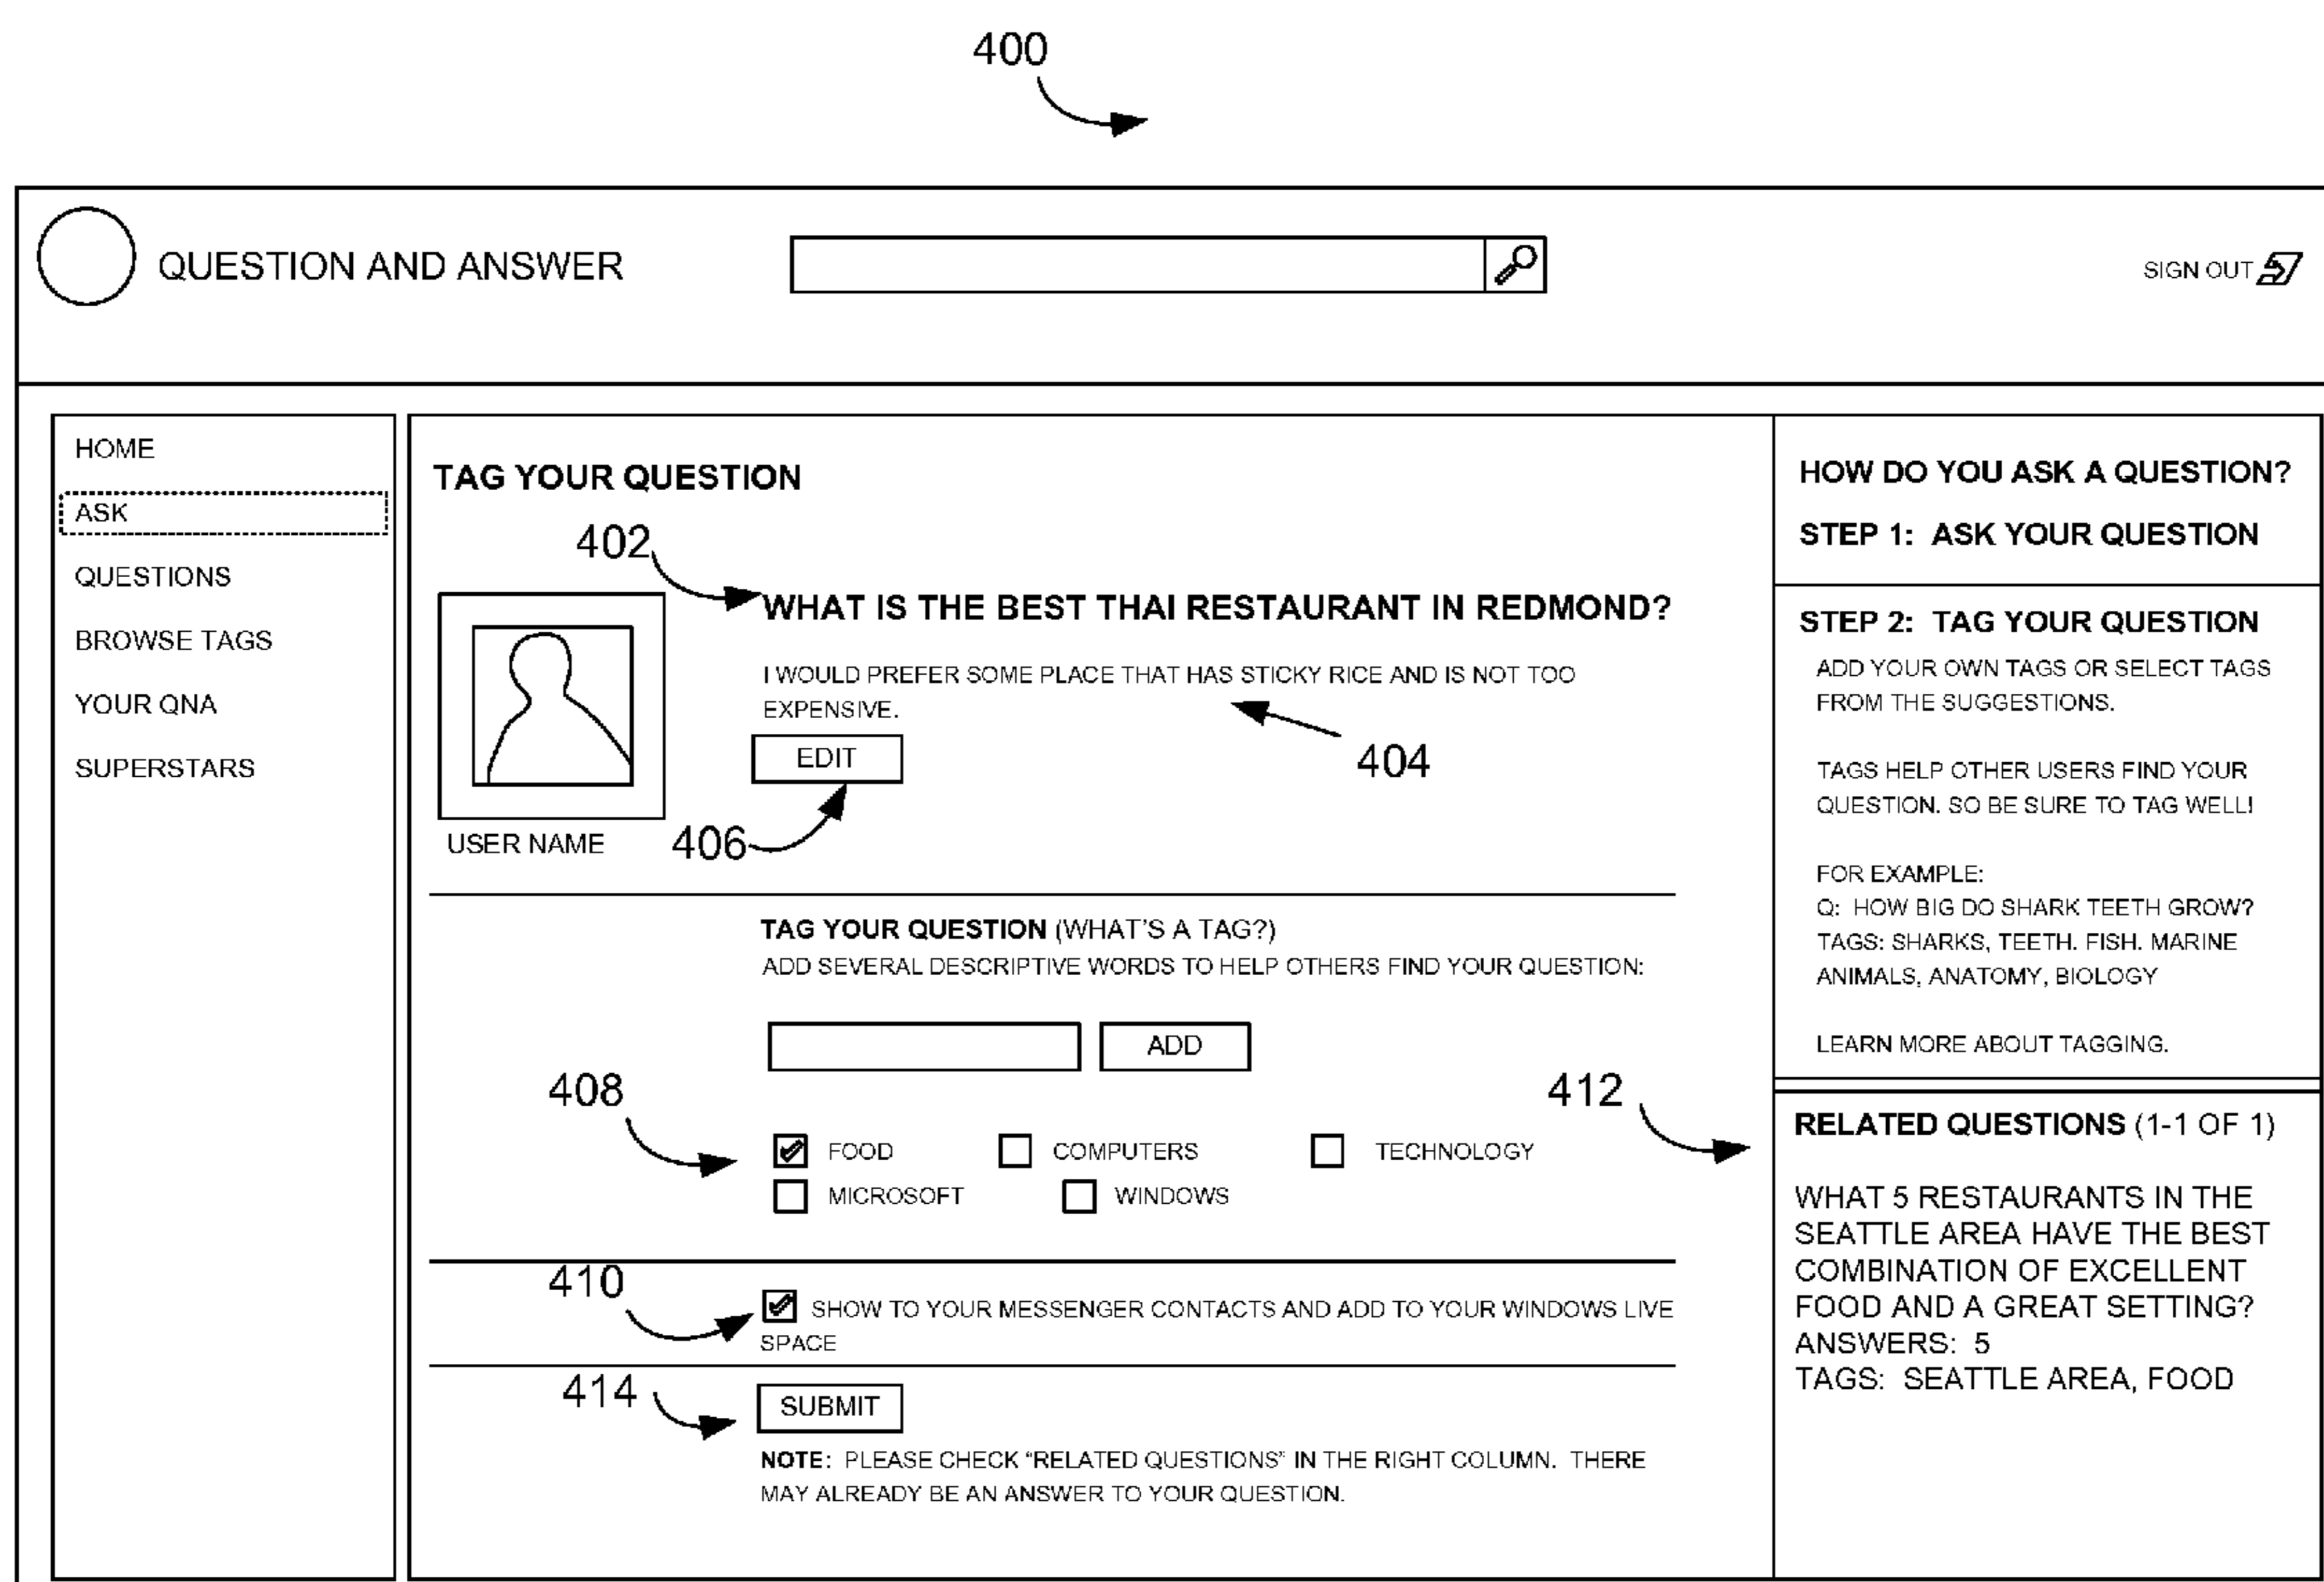 400
QUESTION AND ANSWER
SIGN OUT
HOME
ASK
QUESTIONS
BROWSE TAGS
YOUR QNA
SUPERSTARS
TAG YOUR QUESTION
402
WHAT IS THE BEST THAI RESTAURANT IN REDMOND?
I WOULD PREFER SOME PLACE THAT HAS STICKY RICE AND IS NOT TOO
EXPENSIVE.
404
EDIT
406
USER NAME
TAG YOUR QUESTION (WHAT'S A TAG?)
ADD SEVERAL DESCRIPTIVE WORDS TO HELP OTHERS FIND YOUR QUESTION:
ADD
408
FOOD COMPUTERS TECHNOLOGY
MICROSOFT WINDOWS
410
SHOW TO YOUR MESSENGER CONTACTS AND ADD TO YOUR WINDOWS LIVE
SPACE
414
SUBMIT
NOTE: PLEASE CHECK "RELATED QUESTIONS" IN THE RIGHT COLUMN. THERE
MAY ALREADY BE AN ANSWER TO YOUR QUESTION.
HOW DO YOU ASK A QUESTION?
STEP 1: ASK YOUR QUESTION
STEP 2: TAG YOUR QUESTION
ADD YOUR OWN TAGS OR SELECT TAGS
FROM THE SUGGESTIONS.
TAGS HELP OTHER USERS FIND YOUR
QUESTION. SO BE SURE TO TAG WELL!
FOR EXAMPLE:
Q: HOW BIG DO SHARK TEETH GROW?
TAGS: SHARKS, TEETH. FISH. MARINE
ANIMALS, ANATOMY, BIOLOGY
LEARN MORE ABOUT TAGGING.
412
RELATED QUESTIONS (1-1 OF 1)
WHAT 5 RESTAURANTS IN THE
SEATTLE AREA HAVE THE BEST
COMBINATION OF EXCELLENT
FOOD AND A GREAT SETTING?
ANSWERS: 5
TAGS: SEATTLE AREA, FOOD